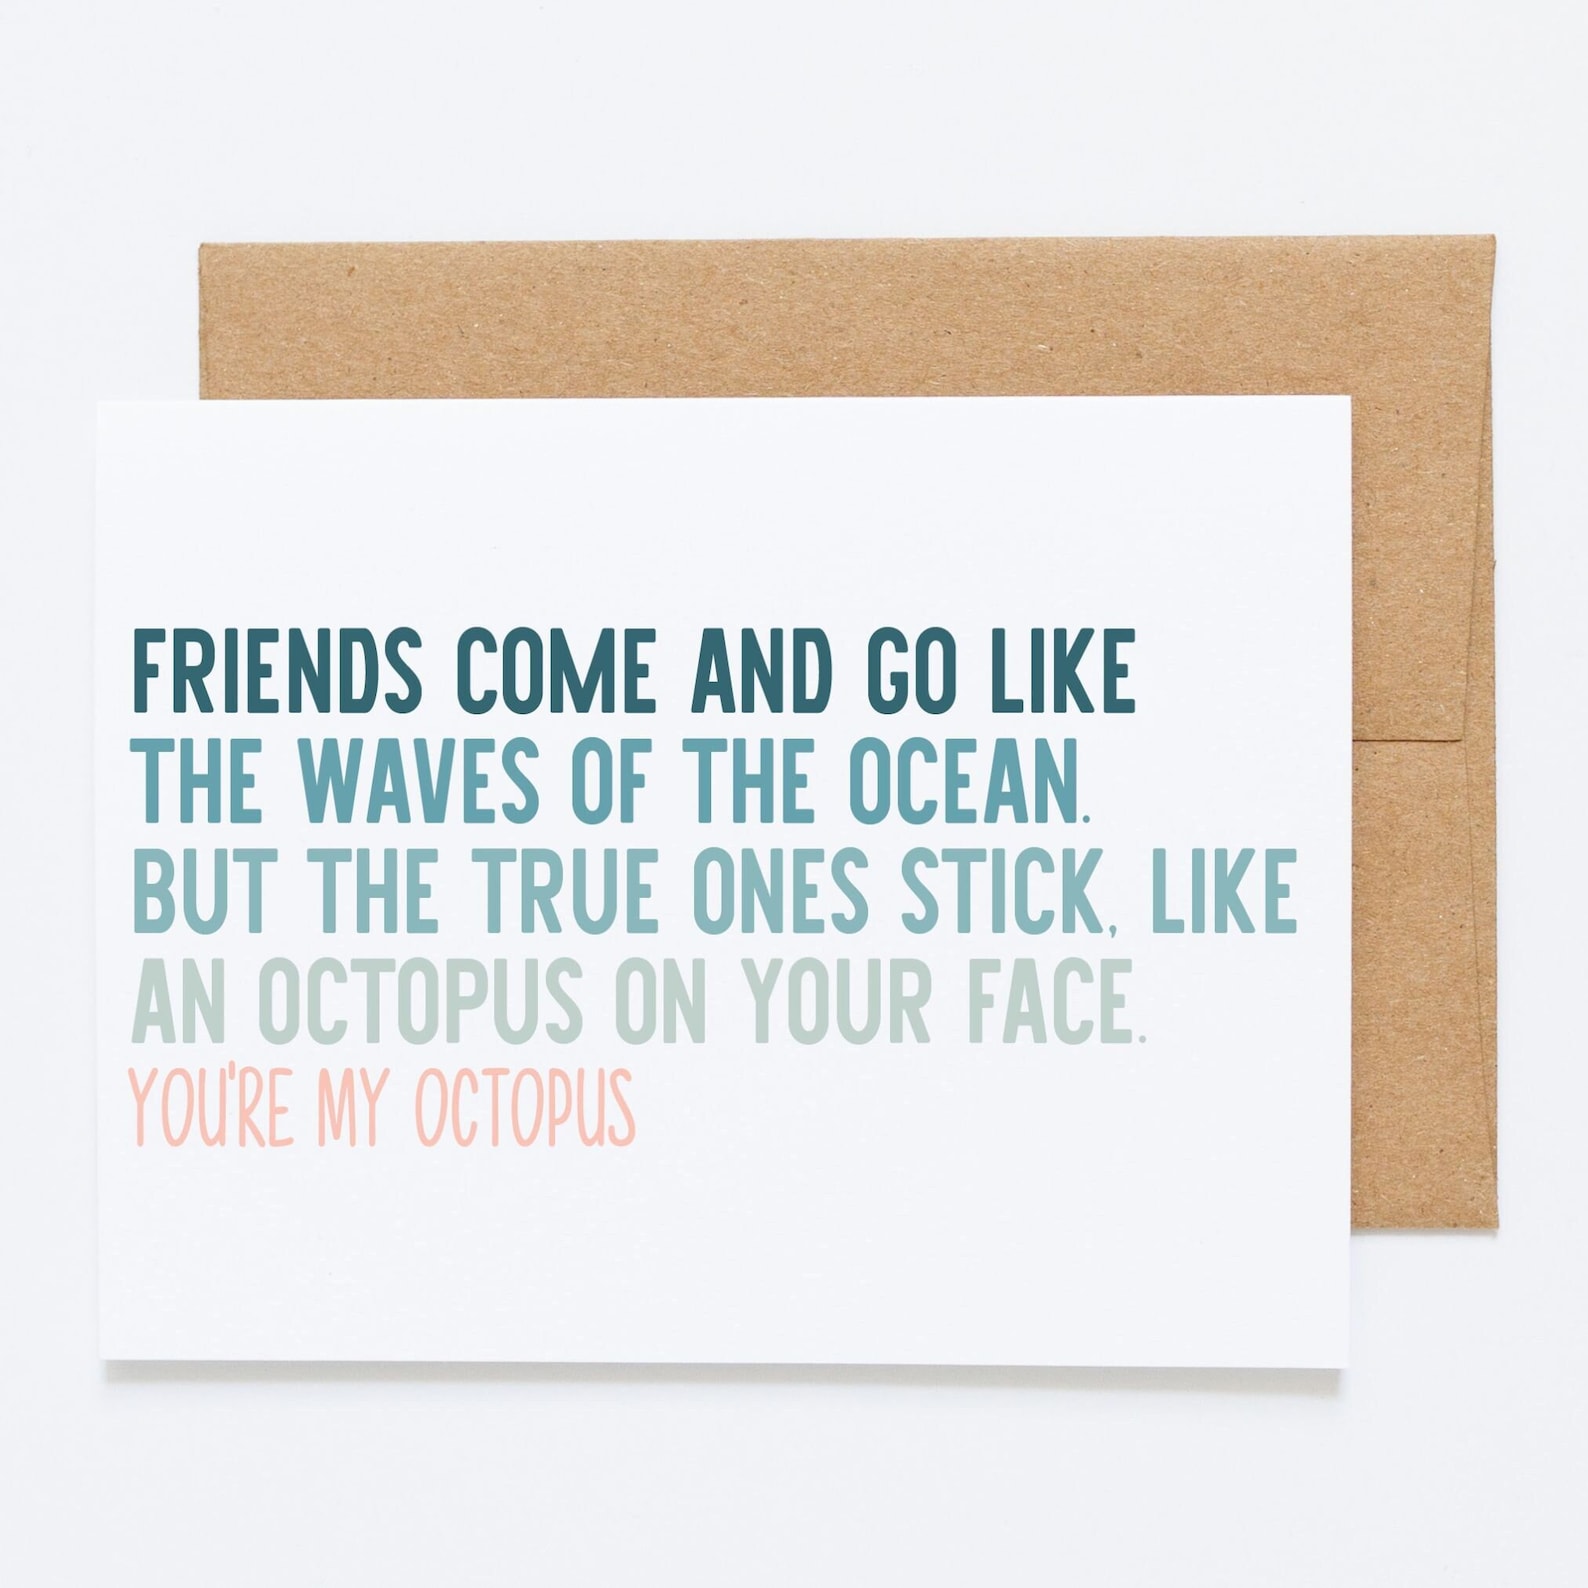 FRIENDS COME AND GO LIKE
THE WAVES OF THE OCEAN.
BUT THE TRUE ONES STICK, LIKE
AN OCTOPUS ON YOUR FACE.
YOU'RE MY OCTOPUS